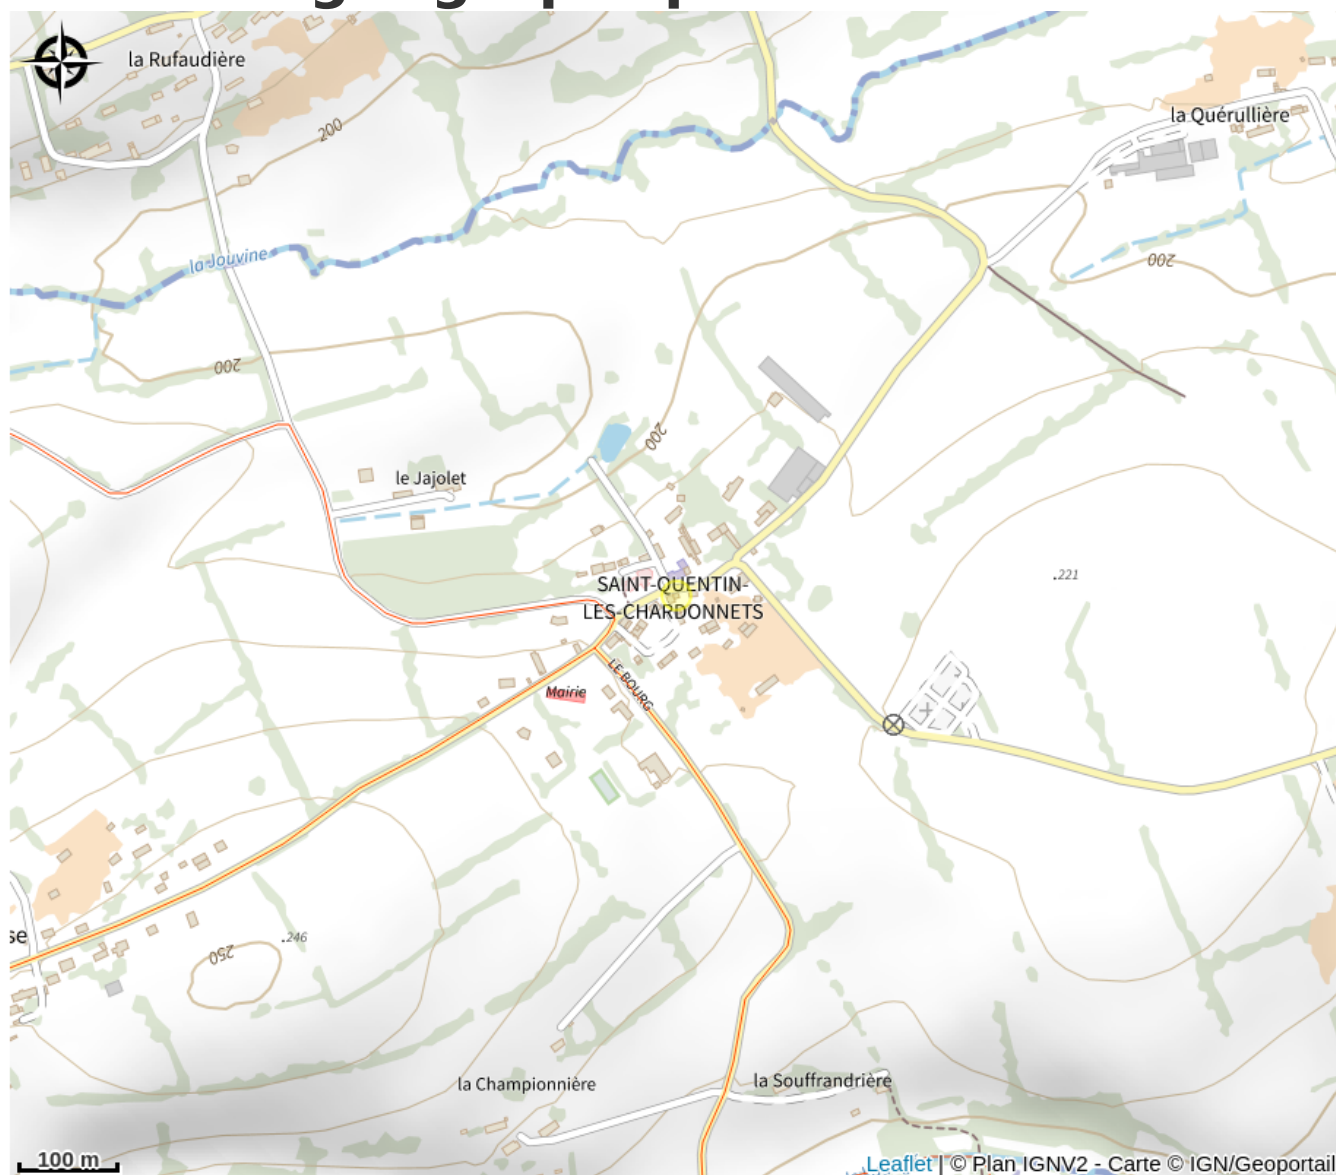 la Rufaudière
200
la Quérullière
la Jouvine
200
200
200
le Jajolet
.221
SAINT-QUENTIN-
LES-CHARDONNETS
LE BOURG
Mairie
se
.246
250
la Championnière
la Souffrandrière
100 m
Leaflet | © Plan IGNV2 - Carte © IGN/Geoportail